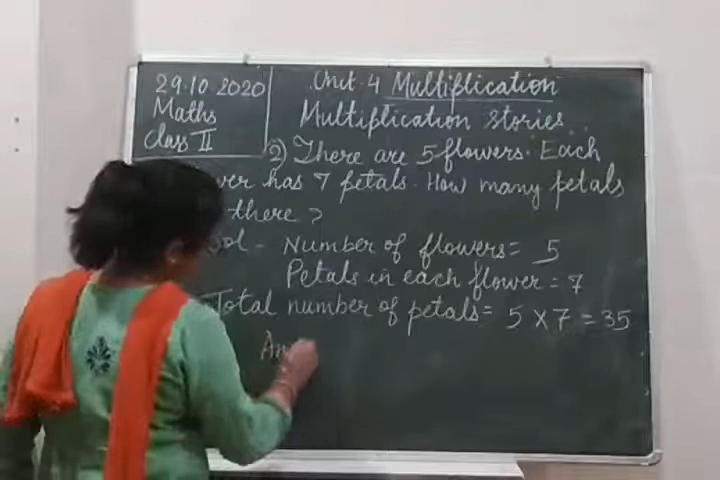 29.10.2020
Maths
Class II
Unit-4 Multiplication
Multiplication stories.
2) There are 5 flowers. Each
has 7 petals. How many petals
there?
Sol - Number of flowers = 5
Petals in each flower = 7
Total number of petals = 5 x 7 = 35
An